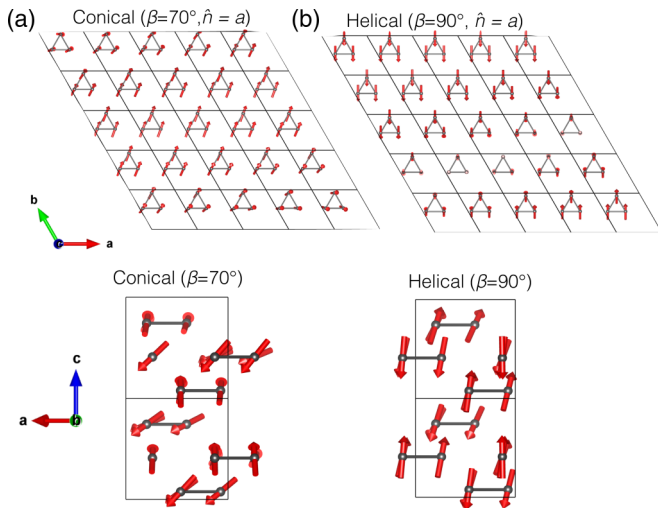 (a) Conical (β=70°,n̂ = a)
(b) Helical (β=90°, n̂ = a)
b
a
Conical (β=70°)
Helical (β=90°)
c
a
b